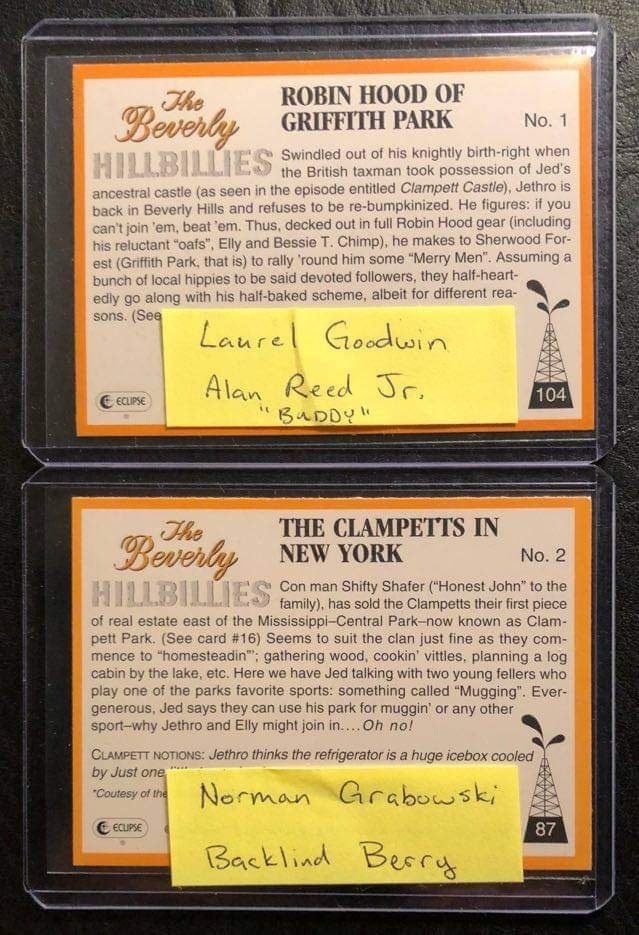 The
Beverly
HILLBILLIES
ROBIN HOOD OF
GRIFFITH PARK
No. 1
Swindled out of his knightly birth-right when
the British taxman took possession of Jed's
ancestral castle (as seen in the episode entitled Clampett Castle), Jethro is
back in Beverly Hills and refuses to be re-bumpkinized. He figures: if you
can't join 'em, beat 'em. Thus, decked out in full Robin Hood gear (including
his reluctant "oafs", Elly and Bessie T. Chimp), he makes to Sherwood For-
est (Griffith Park, that is) to rally 'round him some "Merry Men". Assuming a
bunch of local hippies to be said devoted followers, they half-heart-
edly go along with his half-baked scheme, albeit for different rea-
sons. (See
Laurel Goodwin
Alan Reed Jr.
"BUDDY"
E ECLIPSE
104
The
Beverly
HILLBILLIES
THE CLAMPETTS IN
NEW YORK
No. 2
Con man Shifty Shafer ("Honest John" to the
family), has sold the Clampetts their first piece
of real estate east of the Mississippi–Central Park–now known as Clam-
pett Park. (See card #16) Seems to suit the clan just fine as they com-
mence to "homesteadin'"; gathering wood, cookin' vittles, planning a log
cabin by the lake, etc. Here we have Jed talking with two young fellers who
play one of the parks favorite sports: something called "Mugging". Ever-
generous, Jed says they can use his park for muggin' or any other
sport–why Jethro and Elly might join in....Oh no!
CLAMPETT NOTIONS: Jethro thinks the refrigerator is a huge icebox cooled
by Just one
*Coutesy of the
Norman Grabowski
Backlind Berry
E ECLIPSE
87